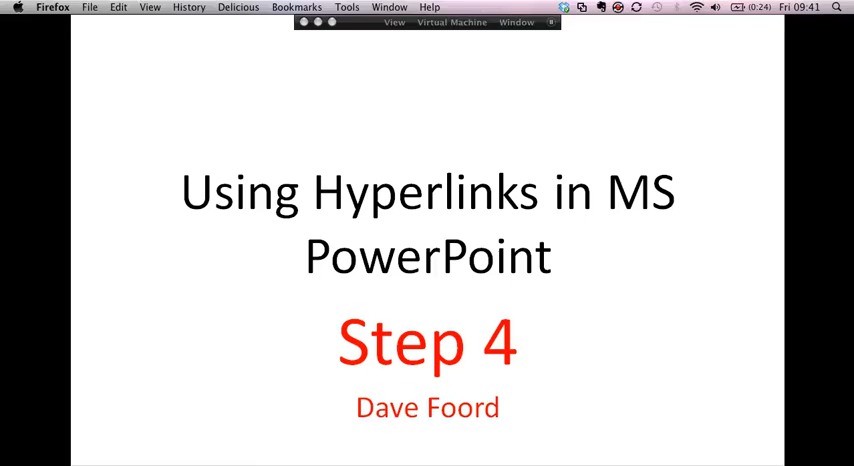 Firefox File Edit View History Delicious Bookmarks Tools Window Help (0:24) Fri 09:41
View Virtual Machine Window
Using Hyperlinks in MS
PowerPoint
Step 4
Dave Foord